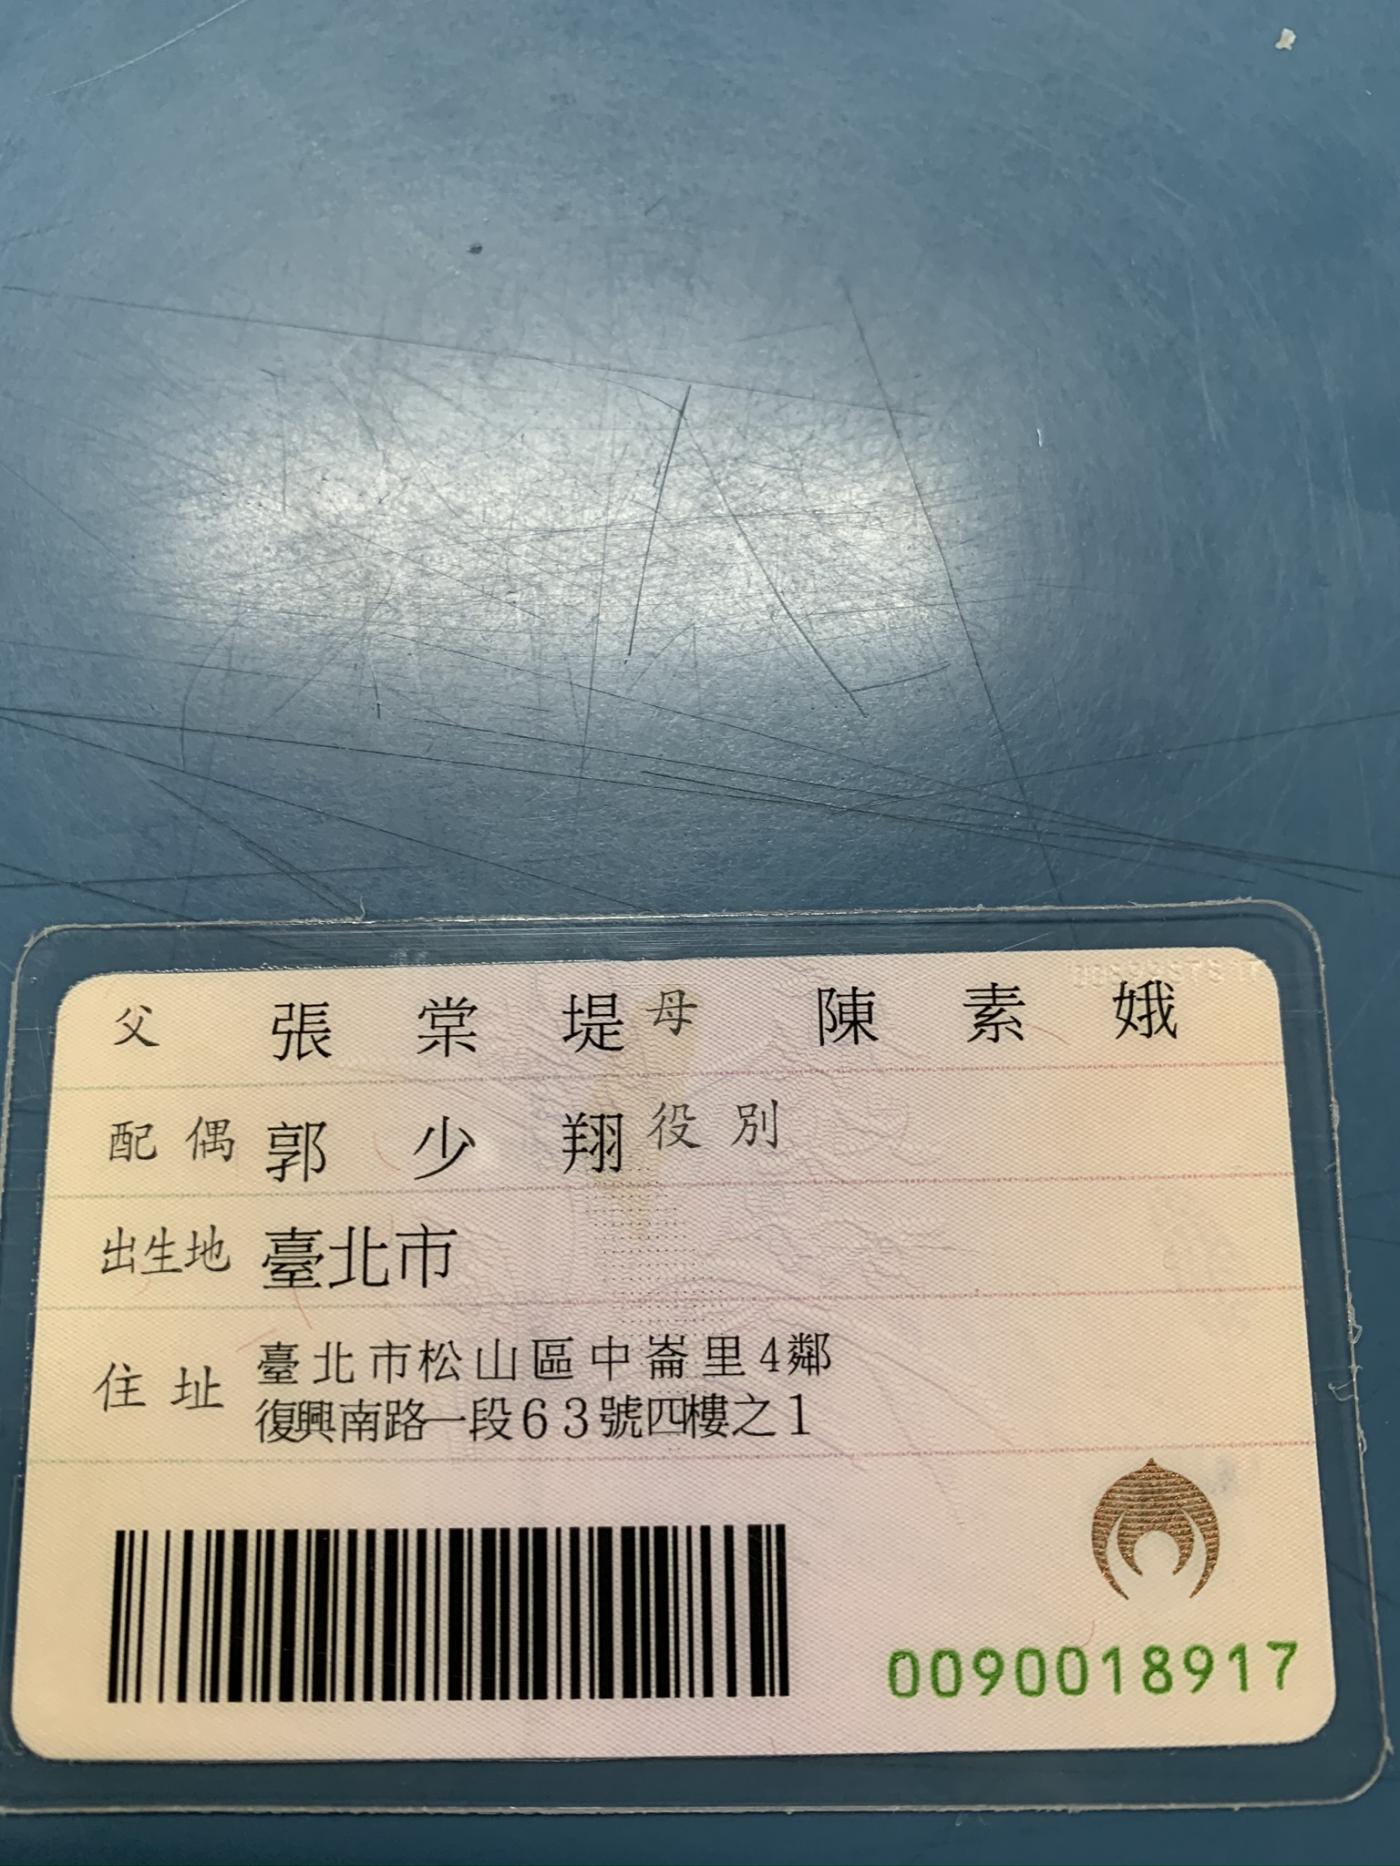 父 張棠堤 母 陳素娥
配偶 郭少翔 役別
出生地 臺北市
住址 臺北市松山區中崙里4鄰
復興南路一段63號四樓之1
0090018917